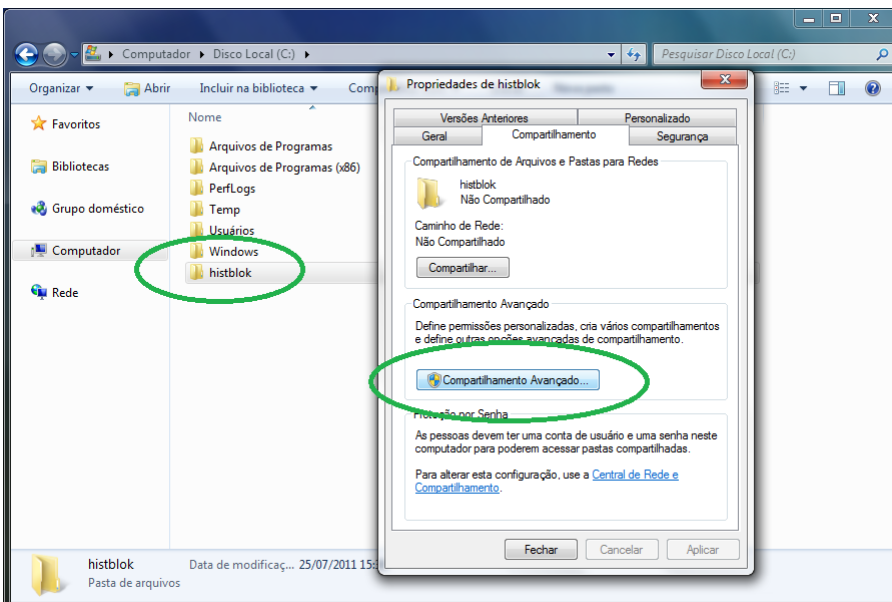 Computador Disco Local (C:)
Pesquisar Disco Local (C:)
Organizar
Abrir
Incluir na biblioteca
Favoritos
Bibliotecas
Grupo doméstico
Computador
Rede
Nome
Arquivos de Programas
Arquivos de Programas (x86)
PerfLogs
Temp
Usuários
Windows
histblok
Propriedades de histblok
Versões Anteriores
Personalizado
Geral
Compartilhamento
Segurança
Compartilhamento de Arquivos e Pastas para Redes
histblok
Não Compartilhado
Caminho de Rede:
Não Compartilhado
Compartilhar...
Compartilhamento Avançado
Define permissões personalizadas, cria vários compartilhamentos
e define outras opções avançadas de compartilhamento.
Compartilhamento Avançado...
Proteção por Senha
As pessoas devem ter uma conta de usuário e uma senha neste
computador para poderem acessar pastas compartilhadas.
Para alterar esta configuração, use a Central de Rede e
Compartilhamento.
Fechar
Cancelar
Aplicar
histblok
Data de modificaç... 25/07/2011
Pasta de arquivos